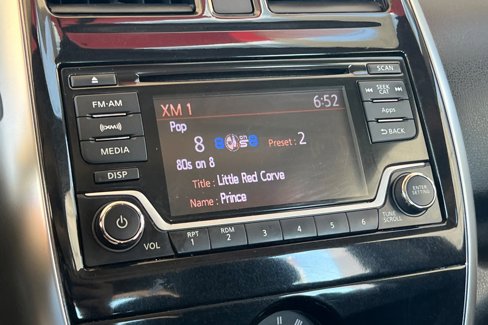 SCAN
FM·AM
MEDIA
DISP
VOL
XM 1 6:52
Pop
8 Preset : 2
80s on 8
Title : Little Red Corve
Name : Prince
SEEK
CAT
Apps
BACK
ENTER
SETTING
TUNE
SCROLL
RPT
1
RDM
2
3
4
5
6